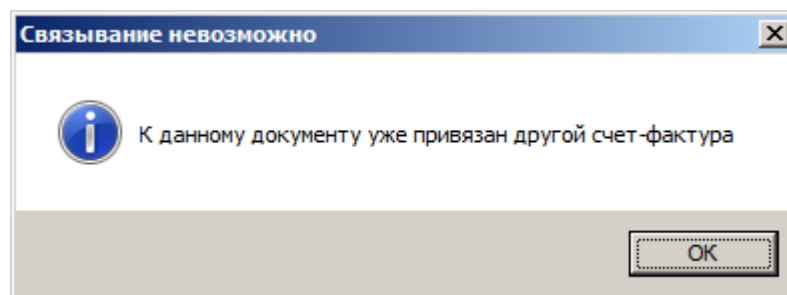 Связывание невозможно
К данному документу уже привязан другой счет-фактура
OK